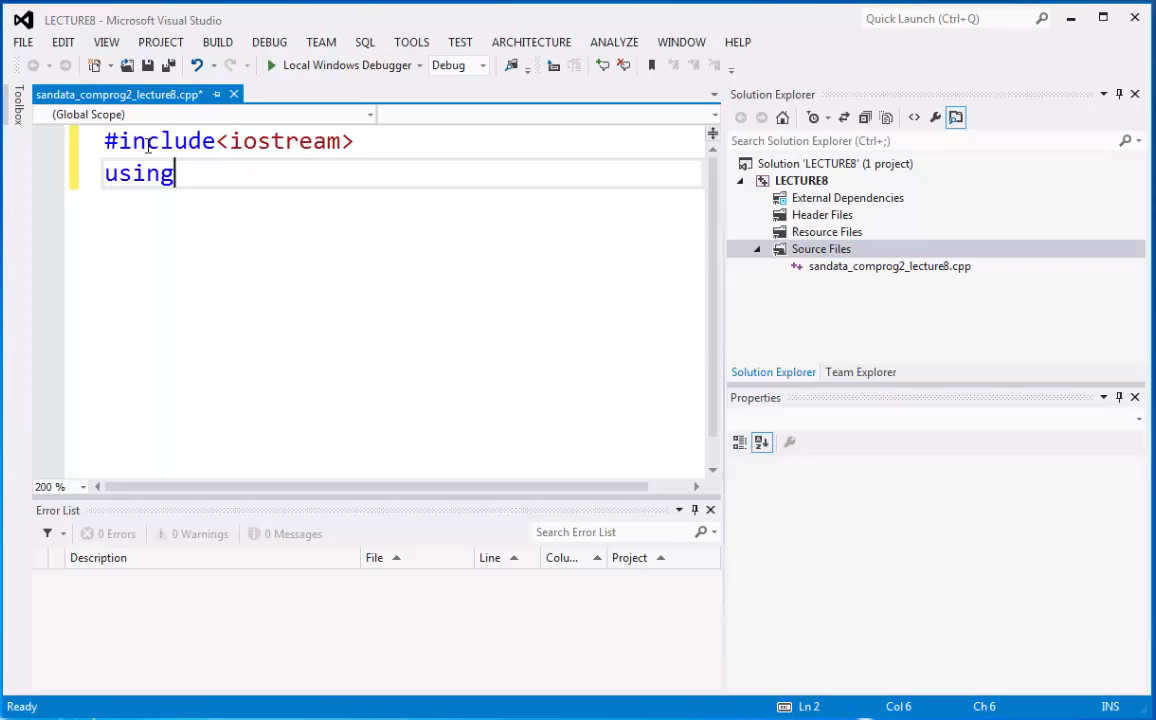 LECTURE8 - Microsoft Visual Studio
Quick Launch (Ctrl+Q)
FILE EDIT VIEW PROJECT BUILD DEBUG TEAM SQL TOOLS TEST ARCHITECTURE ANALYZE WINDOW HELP
Local Windows Debugger Debug
Toolbox
sandata_comprog2_lecture8.cpp*
(Global Scope)
#include<iostream>
using
200 %
Solution Explorer
Search Solution Explorer (Ctrl+;)
Solution 'LECTURE8' (1 project)
LECTURE8
External Dependencies
Header Files
Resource Files
Source Files
sandata_comprog2_lecture8.cpp
Solution Explorer Team Explorer
Properties
Error List
0 Errors 0 Warnings 0 Messages
Search Error List
Description File Line Colu... Project
Ready Ln 2 Col 6 Ch 6 INS